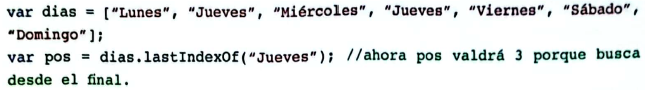 var dias = ["Lunes", "Jueves", "Miércoles", "Jueves", "Viernes", "Sábado",
"Domingo"];
var pos = dias.lastIndexOf("Jueves"); //ahora pos valdrá 3 porque busca
desde el final.